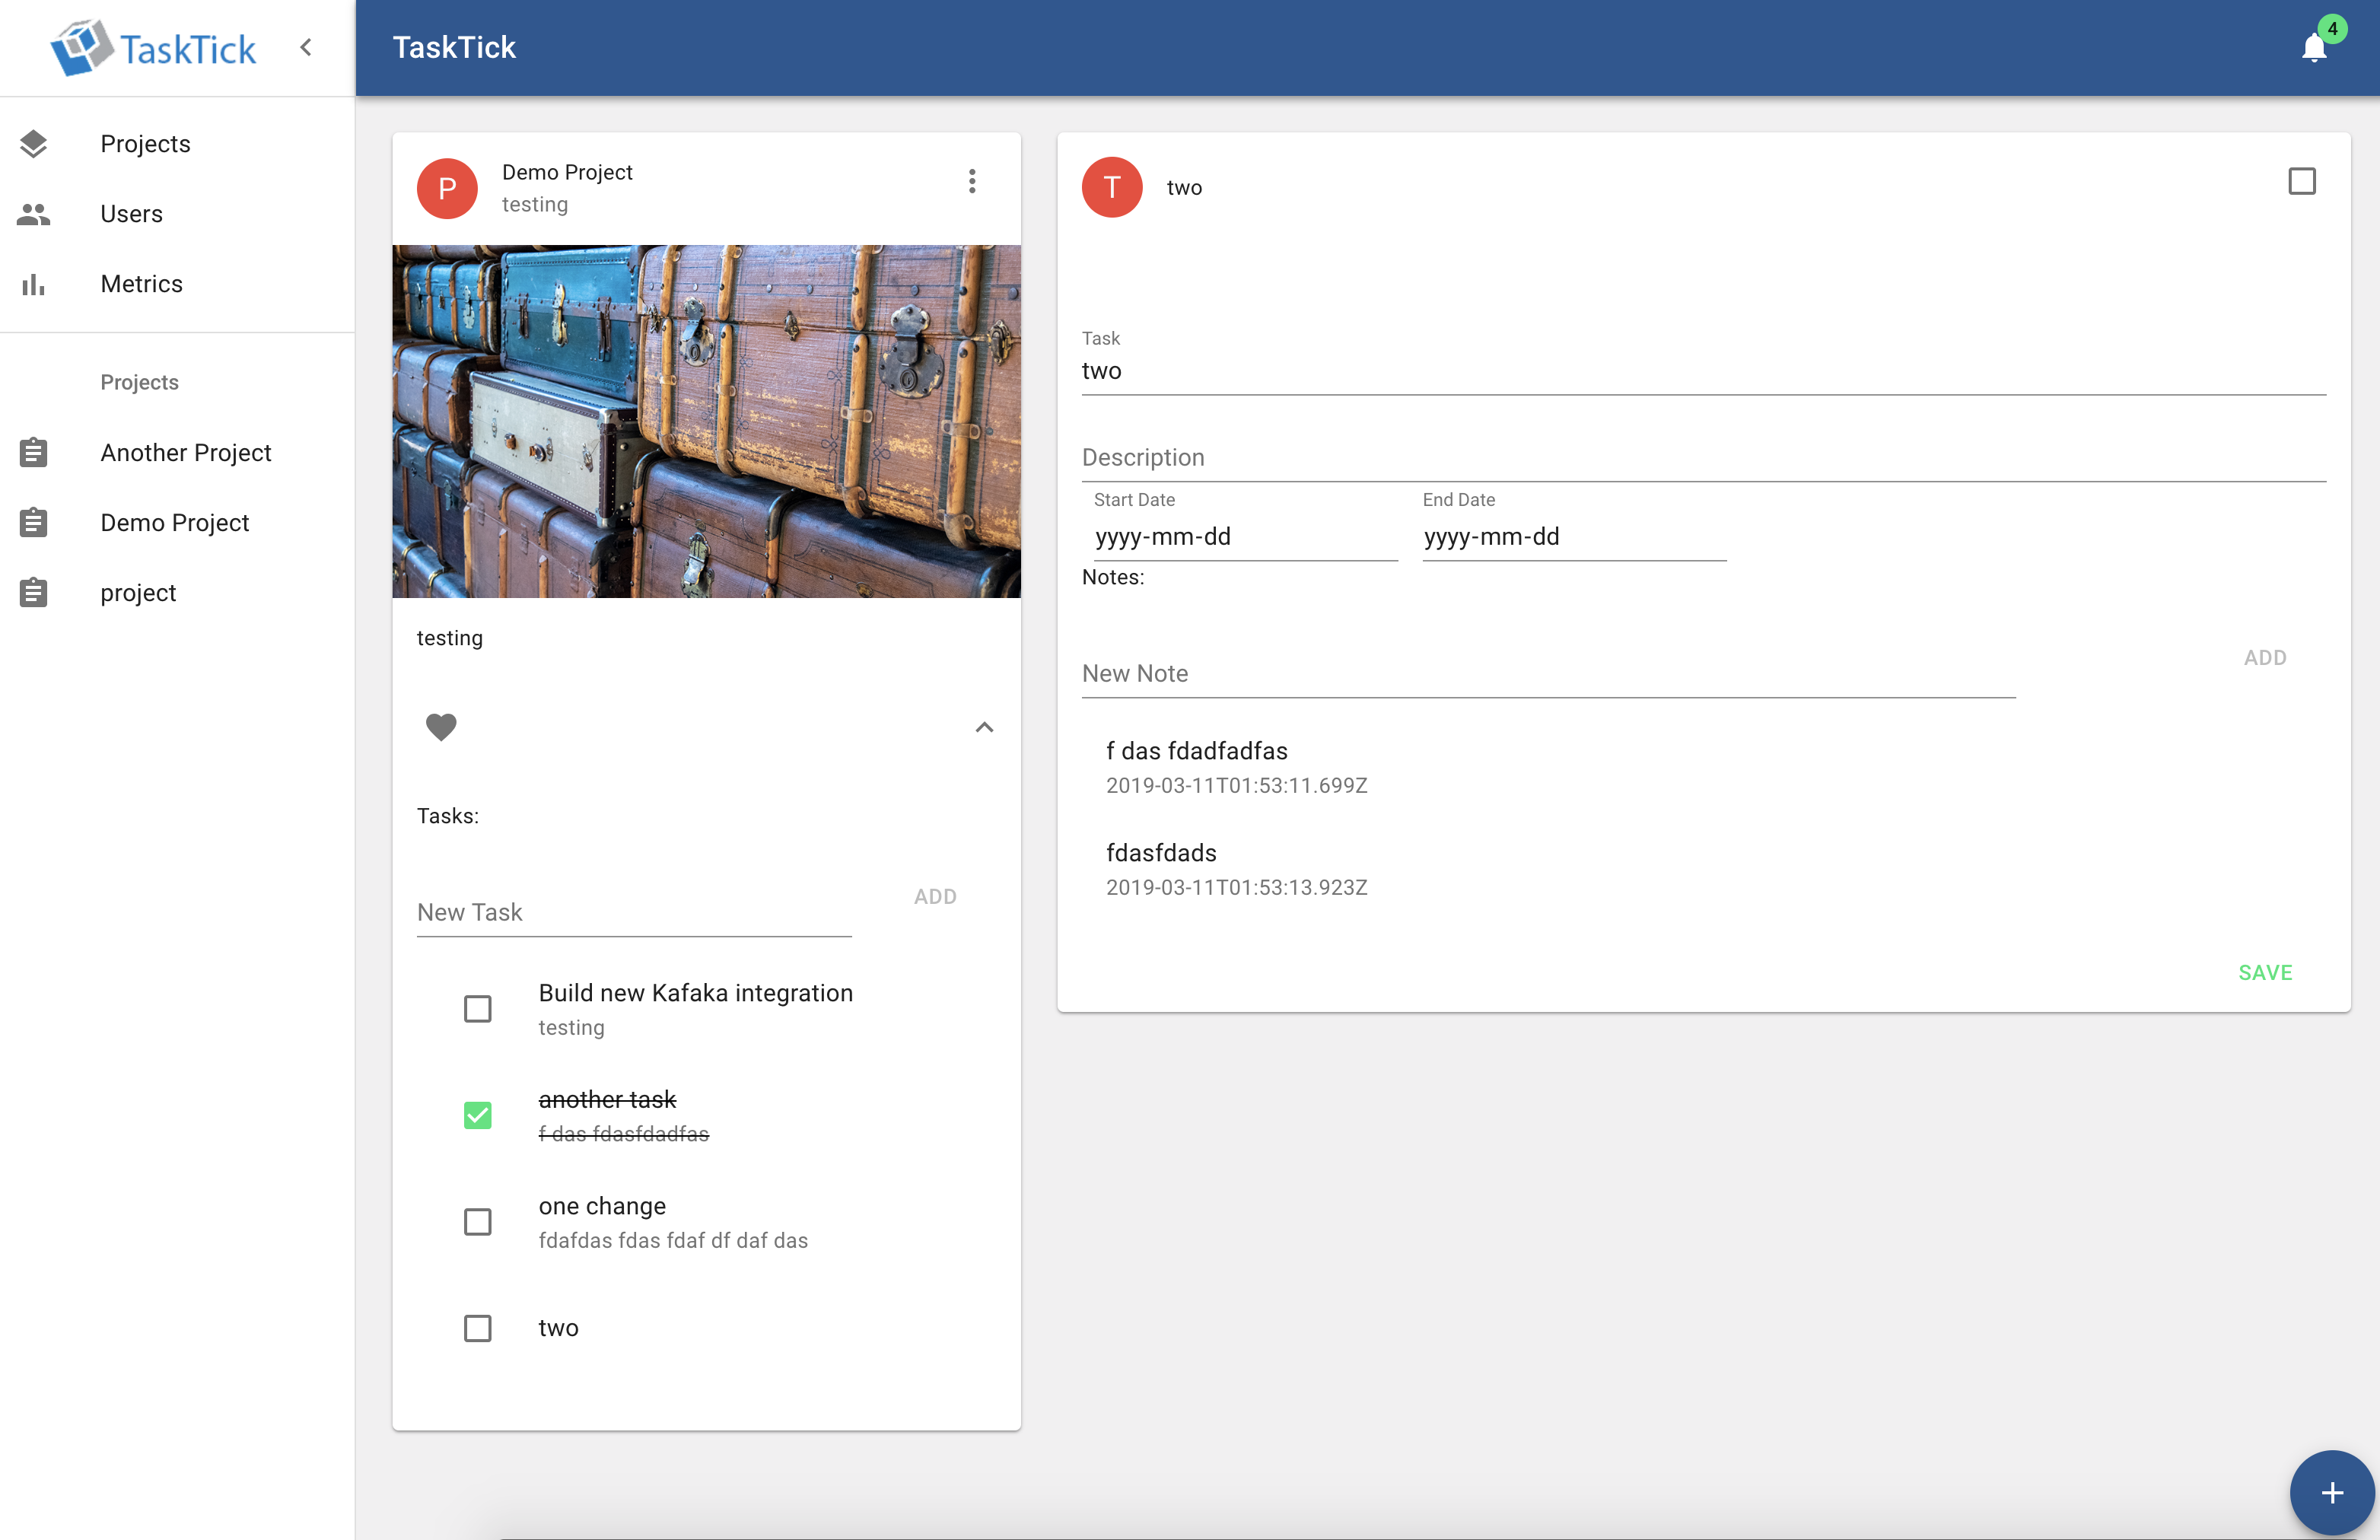 TaskTick
TaskTick
4
Projects
Users
Metrics
Projects
Another Project
Demo Project
project
P
Demo Project
testing
testing
Tasks:
New Task
ADD
Build new Kafaka integration
testing
another task
f das fdasfdadfas
one change
fdafdas fdas fdaf df daf das
two
T
two
Task
two
Description
Start Date
End Date
yyyy-mm-dd
yyyy-mm-dd
Notes:
New Note
ADD
f das fdadfadfas
2019-03-11T01:53:11.699Z
fdasfdads
2019-03-11T01:53:13.923Z
SAVE